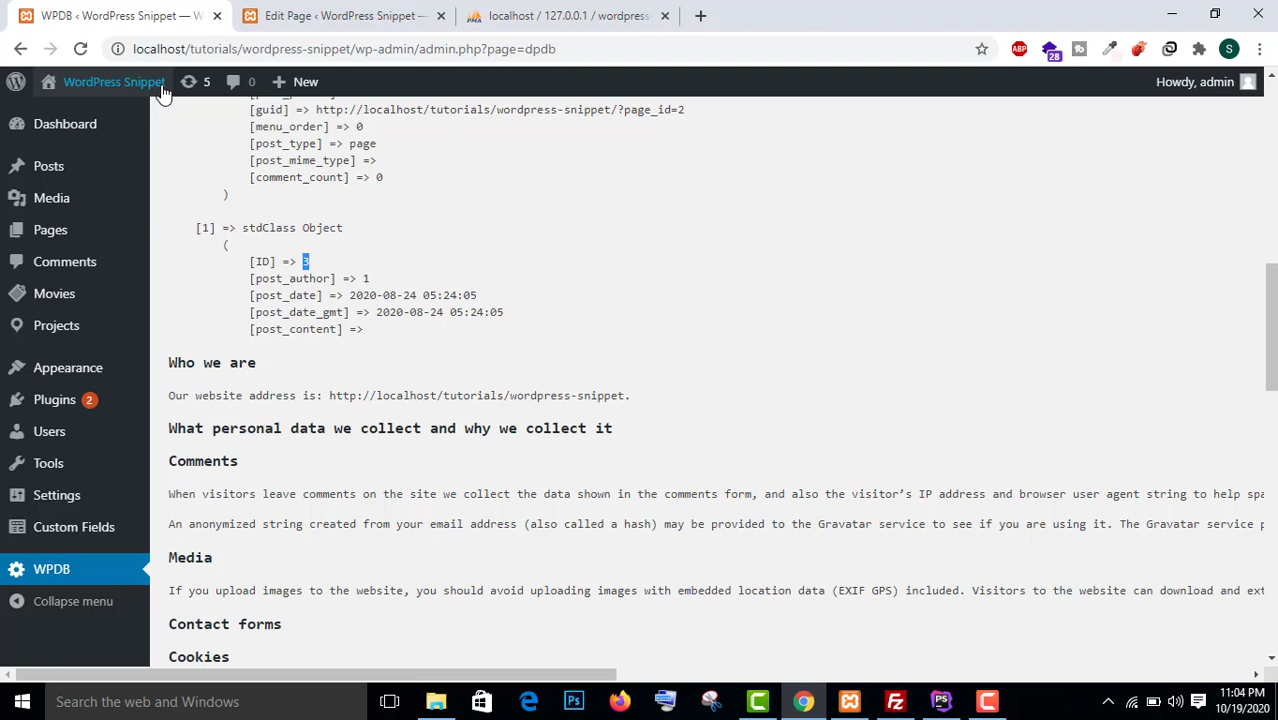 WPDB ‹ WordPress Snippet — W
Edit Page ‹ WordPress Snippet —
localhost / 127.0.0.1 / wordpress-
localhost/tutorials/wordpress-snippet/wp-admin/admin.php?page=dpdb
28
S
WordPress Snippet
5
0
New
Howdy, admin
Dashboard
Posts
Media
Pages
Comments
Movies
Projects
Appearance
Plugins 2
Users
Tools
Settings
Custom Fields
WPDB
Collapse menu
[guid] => http://localhost/tutorials/wordpress-snippet/?page_id=2
[menu_order] => 0
[post_type] => page
[post_mime_type] =>
[comment_count] => 0
)
[1] => stdClass Object
(
[ID] => 3
[post_author] => 1
[post_date] => 2020-08-24 05:24:05
[post_date_gmt] => 2020-08-24 05:24:05
[post_content] =>
Who we are
Our website address is: http://localhost/tutorials/wordpress-snippet.
What personal data we collect and why we collect it
Comments
When visitors leave comments on the site we collect the data shown in the comments form, and also the visitor’s IP address and browser user agent string to help spa
An anonymized string created from your email address (also called a hash) may be provided to the Gravatar service to see if you are using it. The Gravatar service p
Media
If you upload images to the website, you should avoid uploading images with embedded location data (EXIF GPS) included. Visitors to the website can download and ext
Contact forms
Cookies
Search the web and Windows
11:04 PM
10/19/2020